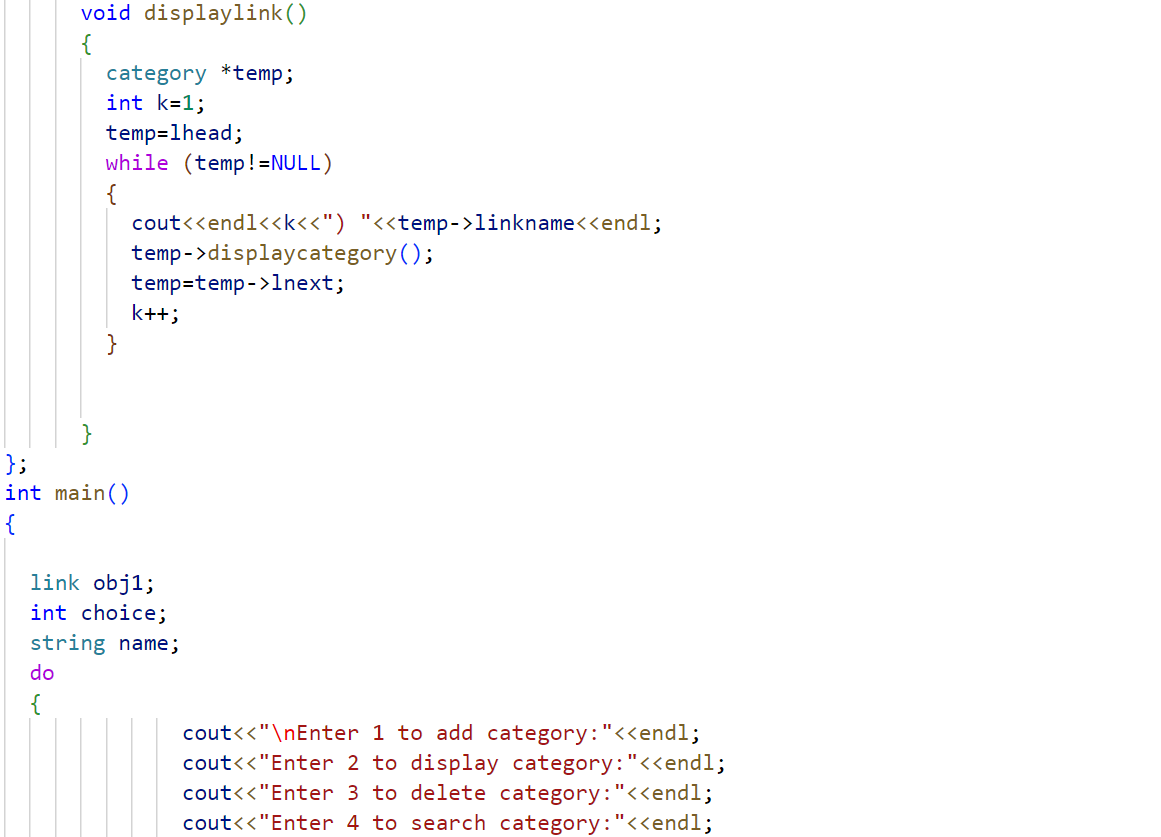 void displaylink()
{
category *temp;
int k=1;
temp=lhead;
while (temp!=NULL)
{
cout<<endl<<k<<") "<<temp->linkname<<endl;
temp->displaycategory();
temp=temp->lnext;
k++;
}
}
};
int main()
{
link obj1;
int choice;
string name;
do
{
cout<<"\nEnter 1 to add category:"<<endl;
cout<<"Enter 2 to display category:"<<endl;
cout<<"Enter 3 to delete category:"<<endl;
cout<<"Enter 4 to search category:"<<endl;